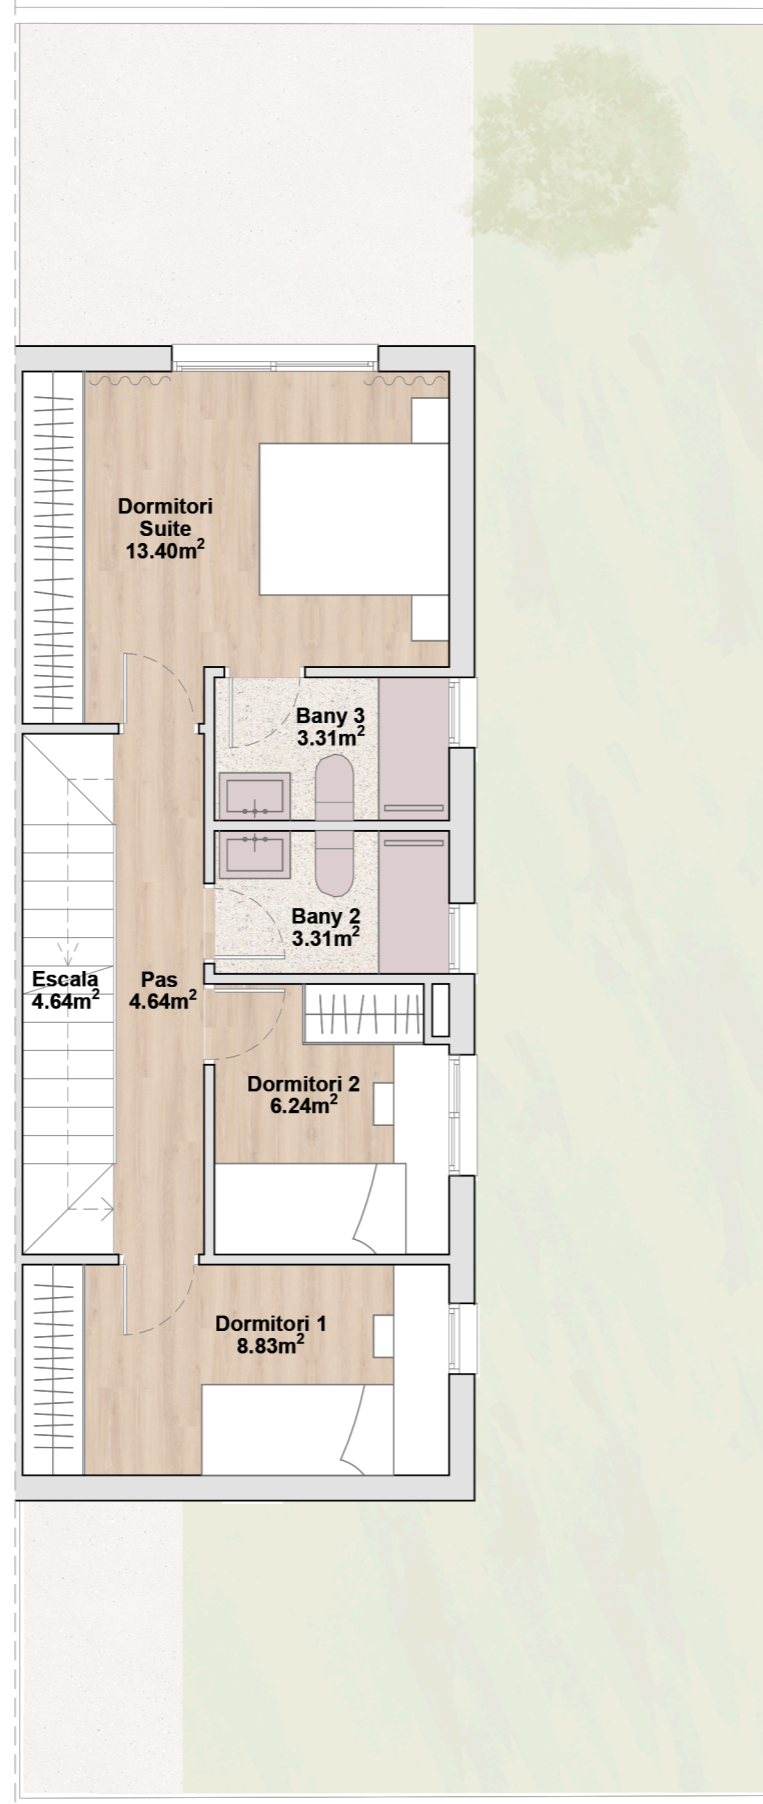 Dormitori
Suite
13.40m²
Bany 3
3.31m²
Bany 2
3.31m²
Escala
4.64m²
Pas
4.64m²
Dormitori 2
6.24m²
Dormitori 1
8.83m²